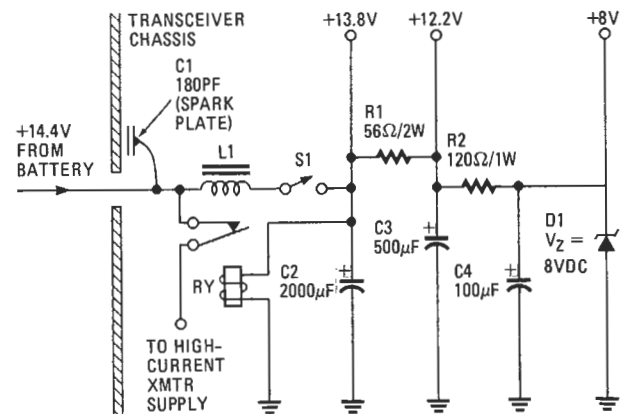 TRANSCEIVER
CHASSIS
+13.8V
+12.2V
+8V
C1
180PF
(SPARK
PLATE)
+14.4V
FROM
BATTERY
L1
S1
R1
56Ω/2W
R2
120Ω/1W
RY
C2
2000μF
+
C3
500μF
+
C4
100μF
+
D1
VZ =
8VDC
TO HIGH-
CURRENT
XMTR
SUPPLY